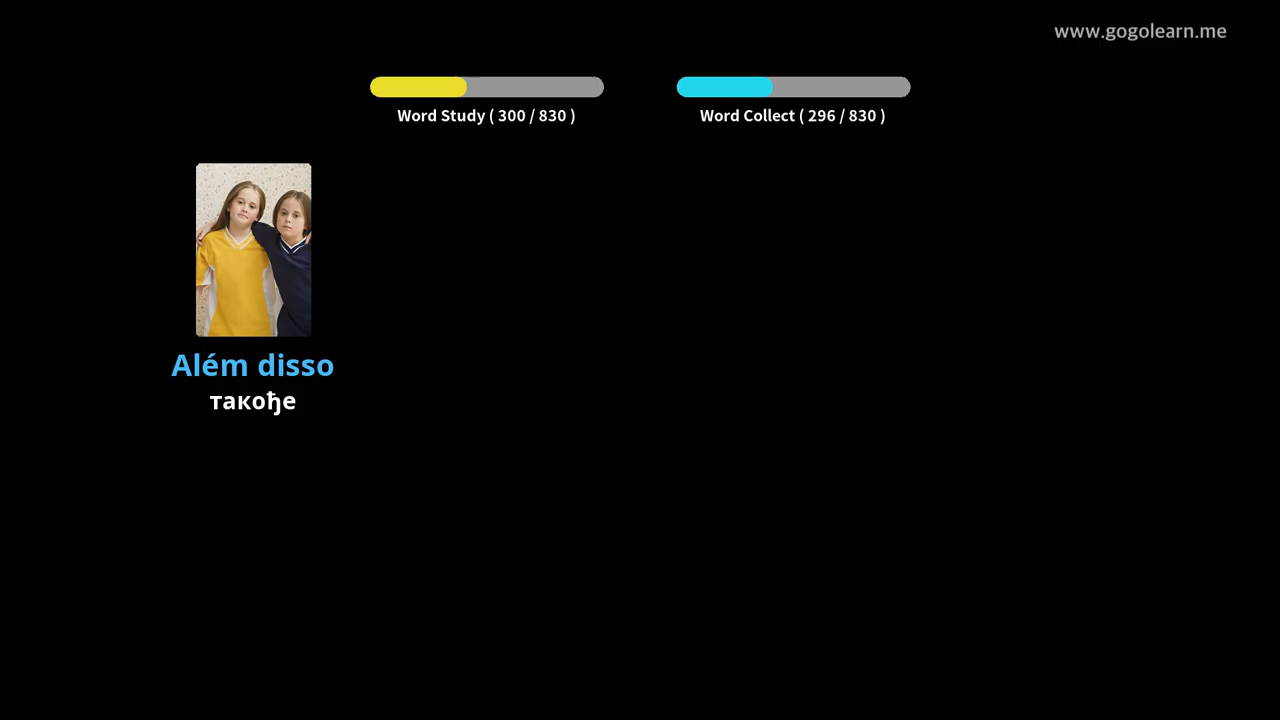 www.gogolearn.me
Word Study ( 300 / 830 )
Word Collect ( 296 / 830 )
Além disso
такође